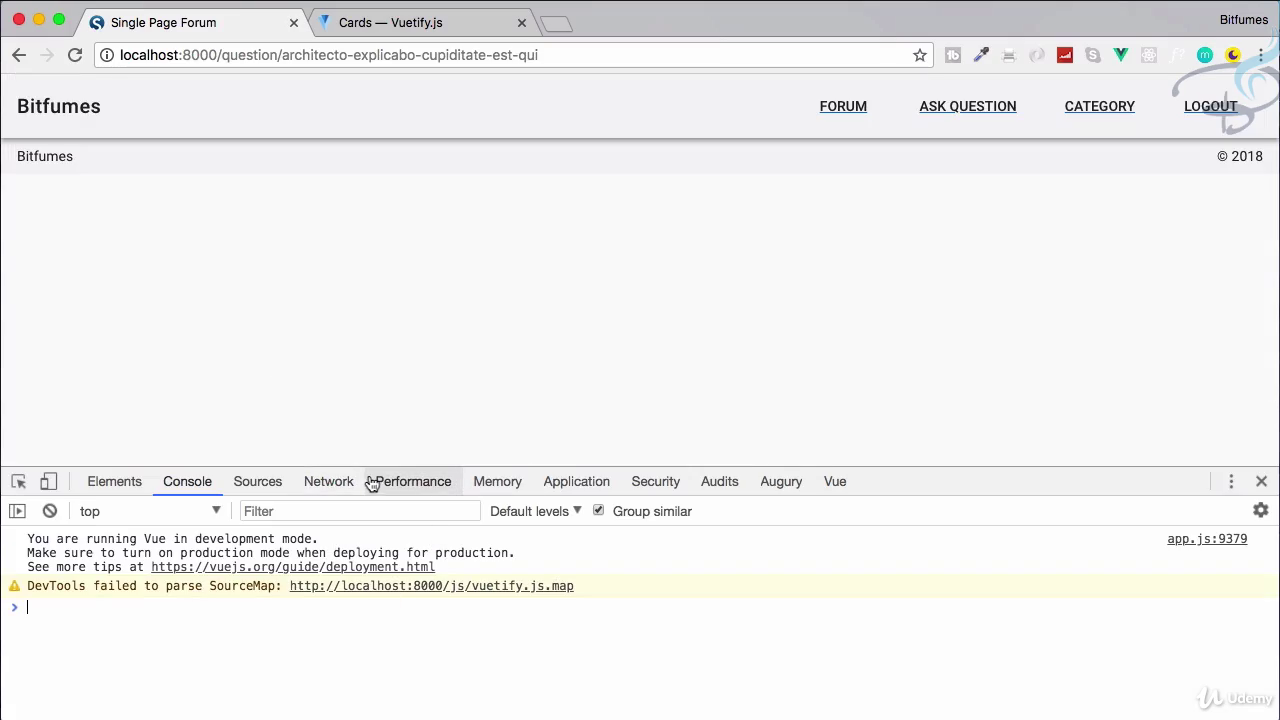 Single Page Forum
Cards — Vuetify.js
Bitfumes
localhost:8000/question/architecto-explicabo-cupiditate-est-qui
Bitfumes
FORUM
ASK QUESTION
CATEGORY
LOGOUT
Bitfumes
© 2018
Elements
Console
Sources
Network
Performance
Memory
Application
Security
Audits
Augury
Vue
top
Filter
Default levels
Group similar
You are running Vue in development mode.
app.js:9379
Make sure to turn on production mode when deploying for production.
See more tips at https://vuejs.org/guide/deployment.html
DevTools failed to parse SourceMap: http://localhost:8000/js/vuetify.js.map
Udemy